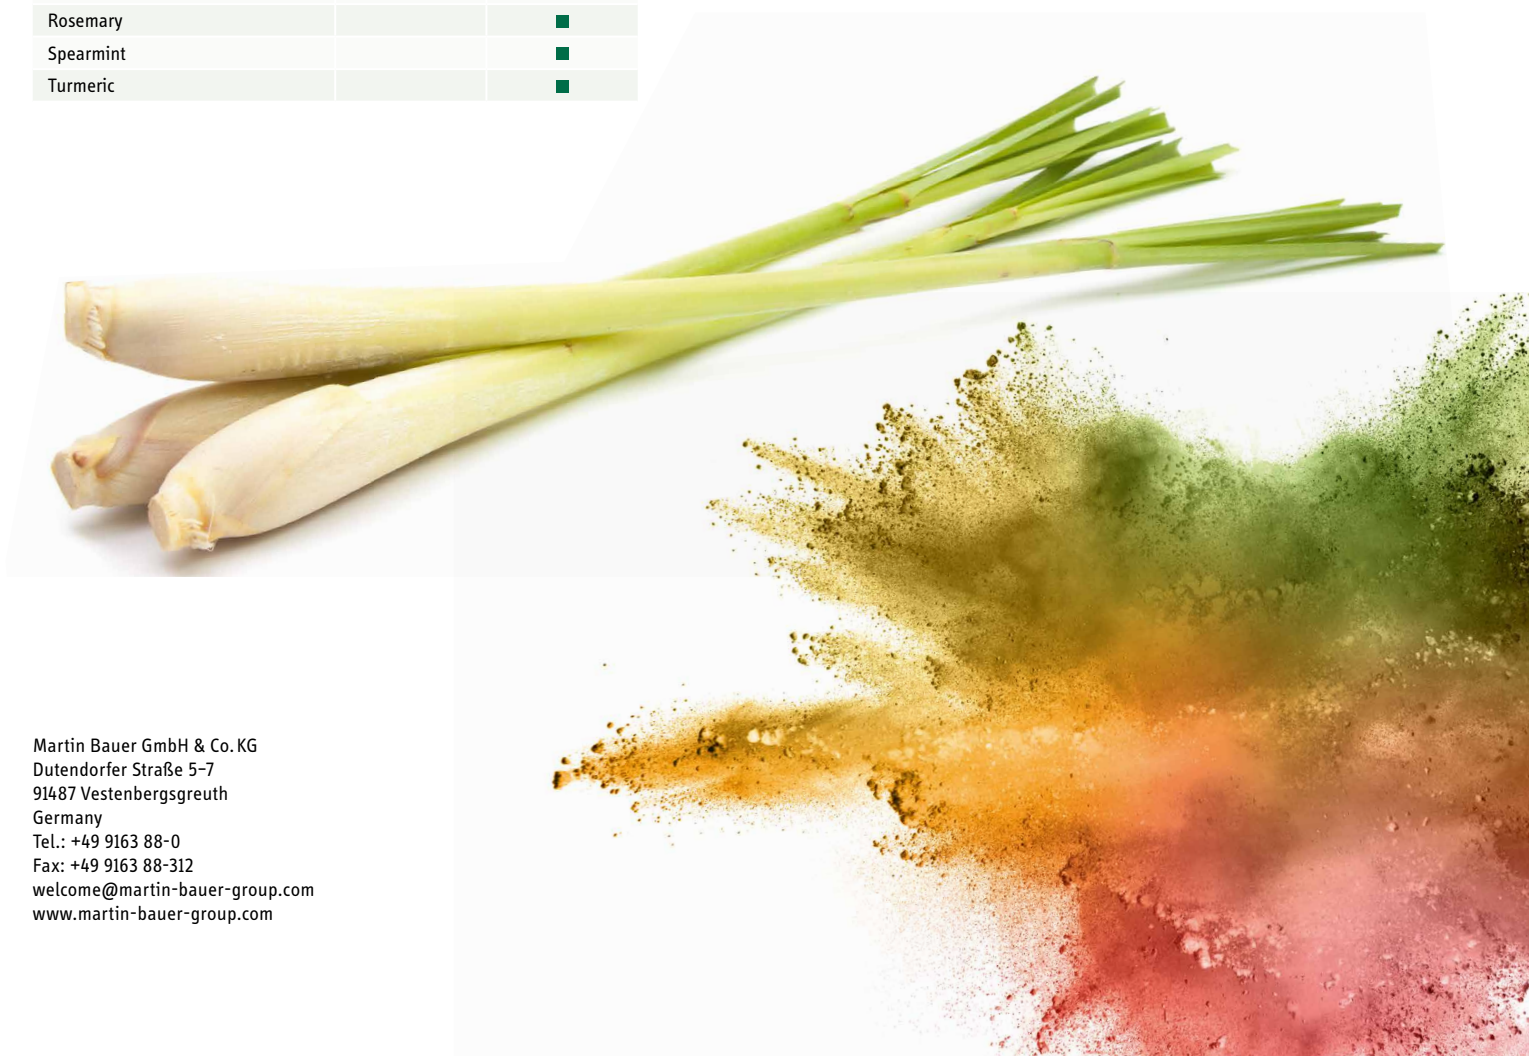 Rosemary ■
Spearmint ■
Turmeric ■
Martin Bauer GmbH & Co. KG
Dutendorfer Straße 5–7
91487 Vestenbergsgreuth
Germany
Tel.: +49 9163 88-0
Fax: +49 9163 88-312
welcome@martin-bauer-group.com
www.martin-bauer-group.com